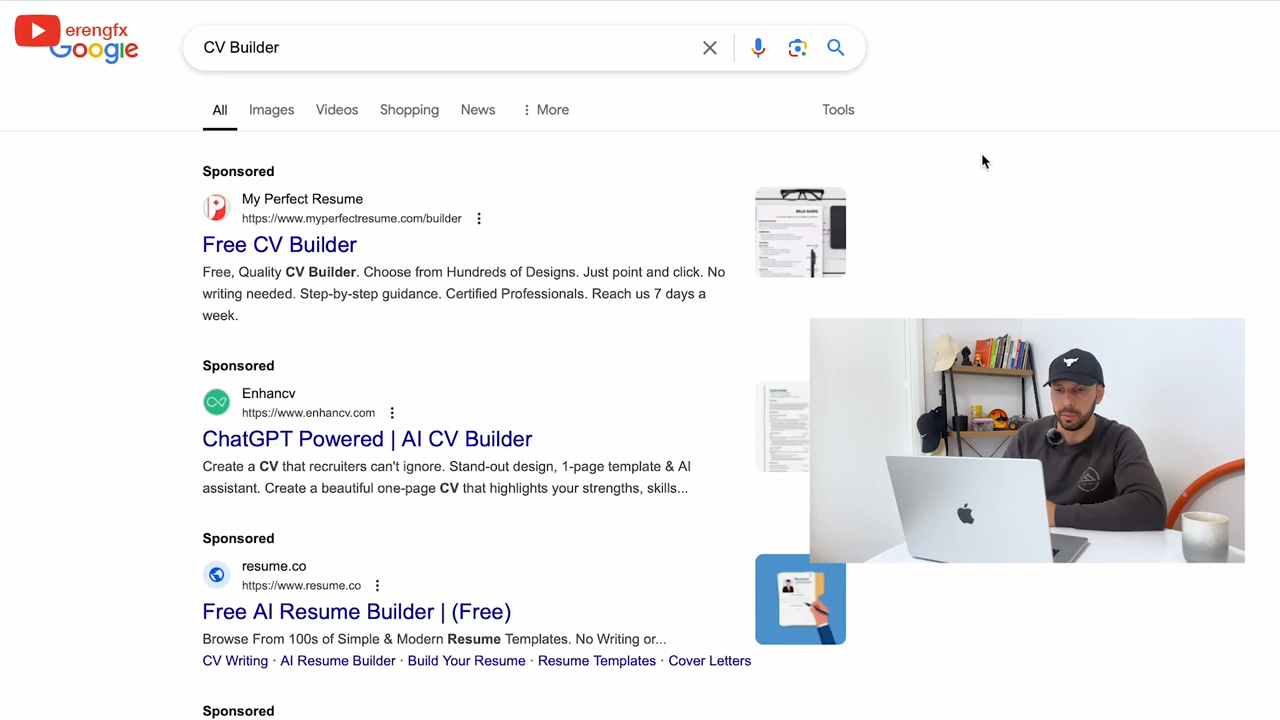 erengfx
Google
CV Builder
All Images Videos Shopping News More Tools
Sponsored
My Perfect Resume
https://www.myperfectresume.com/builder
Free CV Builder
Free, Quality CV Builder. Choose from Hundreds of Designs. Just point and click. No
writing needed. Step-by-step guidance. Certified Professionals. Reach us 7 days a
week.
Sponsored
Enhancv
https://www.enhancv.com
ChatGPT Powered | AI CV Builder
Create a CV that recruiters can't ignore. Stand-out design, 1-page template & AI
assistant. Create a beautiful one-page CV that highlights your strengths, skills...
Sponsored
resume.co
https://www.resume.co
Free AI Resume Builder | (Free)
Browse From 100s of Simple & Modern Resume Templates. No Writing or...
CV Writing · AI Resume Builder · Build Your Resume · Resume Templates · Cover Letters
Sponsored